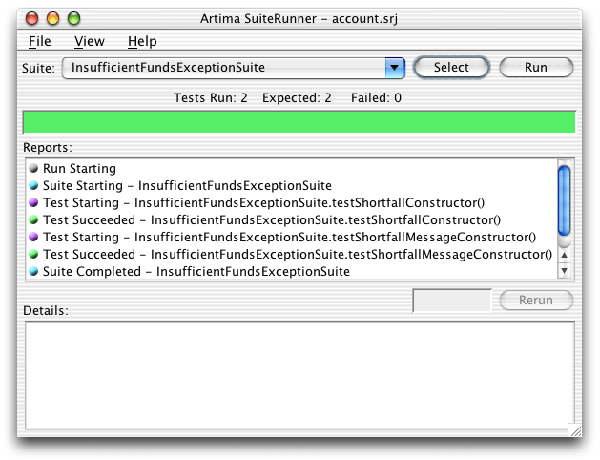 Artima SuiteRunner – account.srj
File View Help
Suite: InsufficientFundsExceptionSuite Select Run
Tests Run: 2 Expected: 2 Failed: 0
Reports:
Run Starting
Suite Starting – InsufficientFundsExceptionSuite
Test Starting – InsufficientFundsExceptionSuite.testShortfallConstructor()
Test Succeeded – InsufficientFundsExceptionSuite.testShortfallConstructor()
Test Starting – InsufficientFundsExceptionSuite.testShortfallMessageConstructor()
Test Succeeded – InsufficientFundsExceptionSuite.testShortfallMessageConstructor()
Suite Completed – InsufficientFundsExceptionSuite
Rerun
Details: